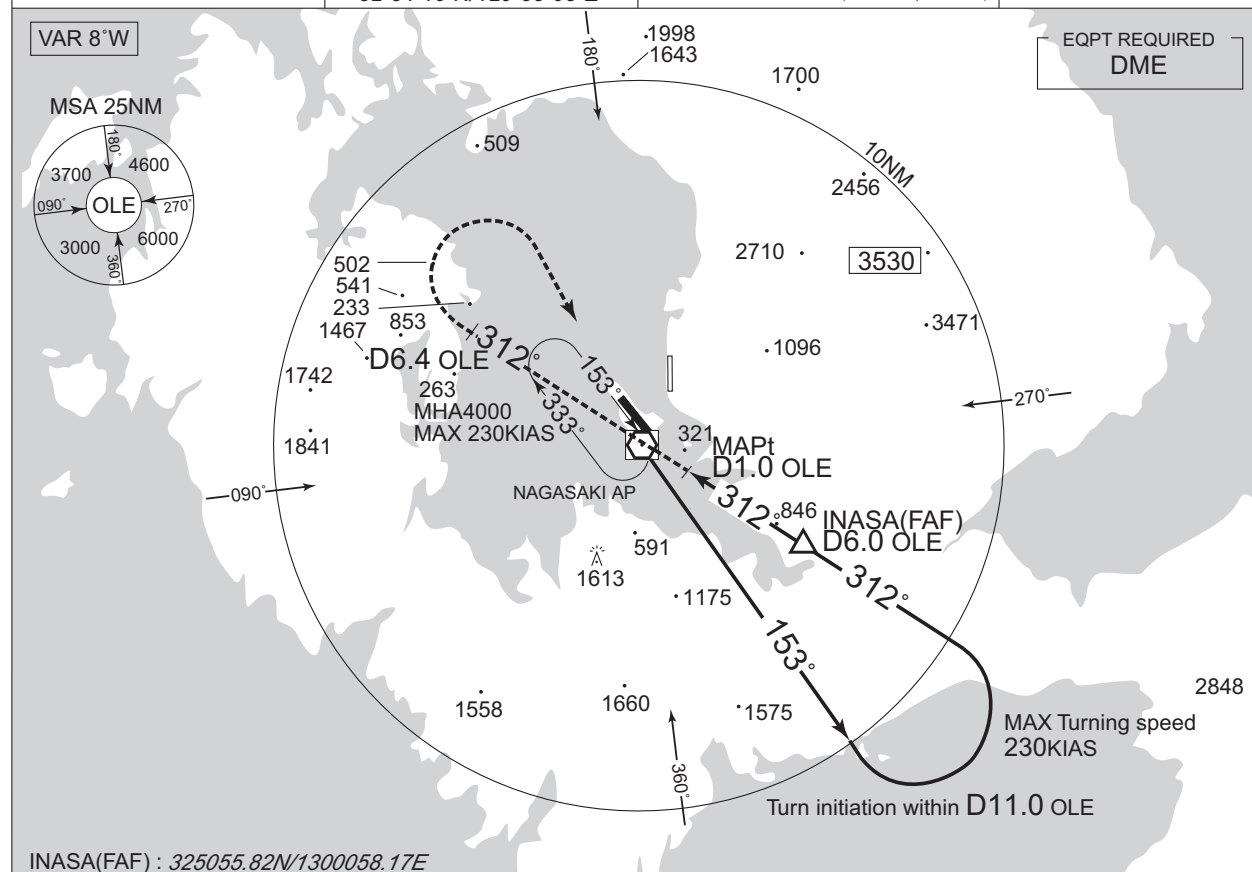 VAR 8°W
MSA 25NM
180°
3700
4600
090°
OLE
270°
3000
6000
360°
180°
1998
1643
1700
EQPT REQUIRED
DME
509
10NM
2456
2710
3530
502
541
233
1467
853
312°
D6.4 OLE
153°
1096
3471
1742
263
MHA4000
MAX 230KIAS
333°
270°
1841
321
MAPt
D1.0 OLE
090°
NAGASAKI AP
312°
846
INASA(FAF)
D6.0 OLE
591
1613
312°
1175
153°
1558
1660
1575
2848
MAX Turning speed
230KIAS
360°
Turn initiation within D11.0 OLE
INASA(FAF) : 325055.82N/1300058.17E